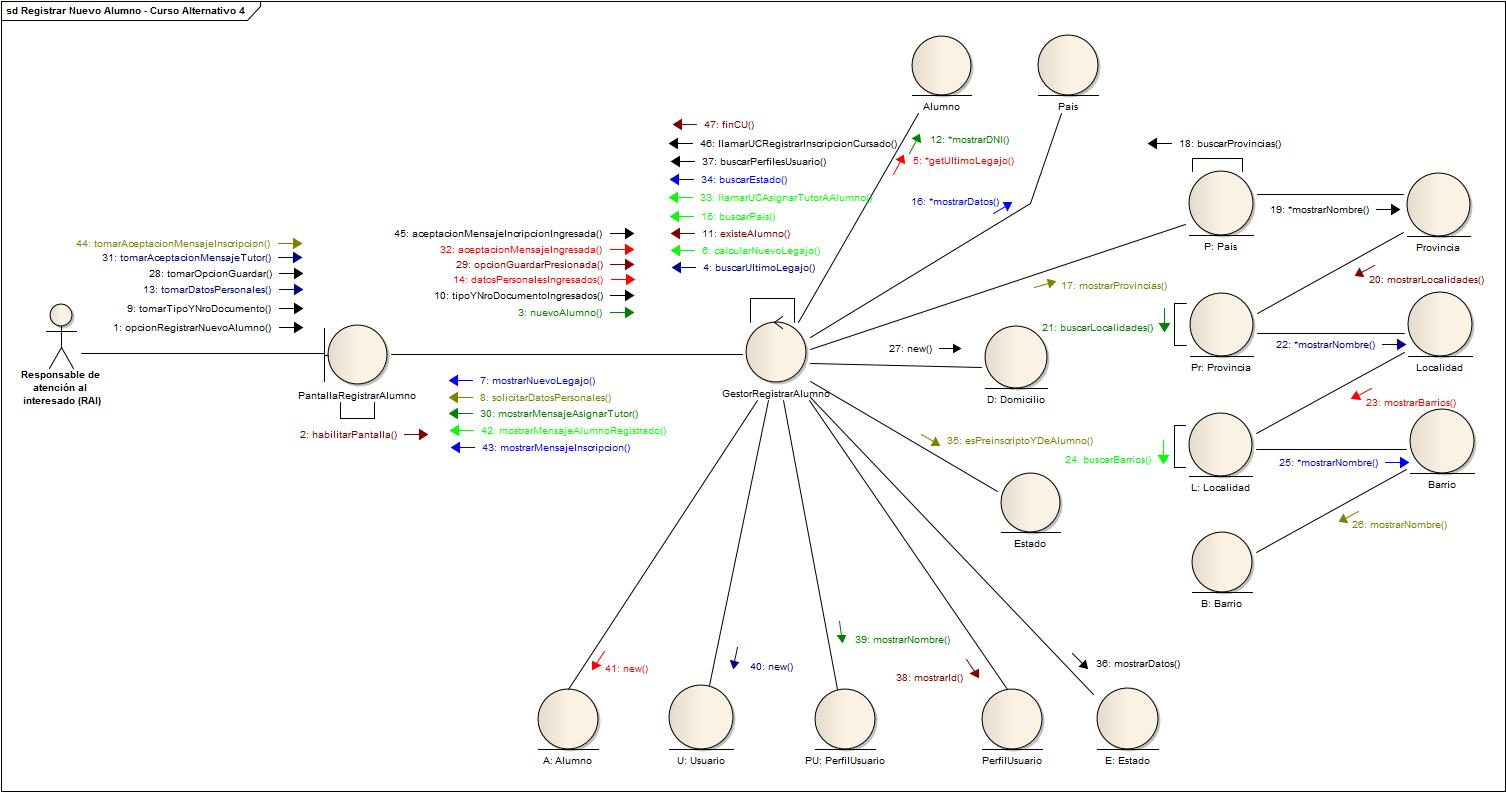 sd Registrar Nuevo Alumno - Curso Alternativo 4
Alumno
Pais
47: finCU()
46: llamarUCRegistrarInscripcionCursado()
37: buscarPerfilesUsuario()
34: buscarEstado()
33: llamarUCAsignarTutorAAlumno()
15: buscarPais()
11: existeAlumno()
6: calcularNuevoLegajo()
4: buscarUltimoLegajo()
12: *mostrarDNI()
5: *getUltimoLegajo()
16: *mostrarDatos()
18: buscarProvincias()
19: *mostrarNombre()
P: Pais
Provincia
17: mostrarProvincias()
20: mostrarLocalidades()
21: buscarLocalidades()
22: *mostrarNombre()
Pr: Provincia
Localidad
23: mostrarBarrios()
24: buscarBarrios()
25: *mostrarNombre()
L: Localidad
Barrio
26: mostrarNombre()
B: Barrio
44: tomarAceptacionMensajeInscripcion()
31: tomarAceptacionMensajeTutor()
28: tomarOpcionGuardar()
13: tomarDatosPersonales()
9: tomarTipoYNroDocumento()
1: opcionRegistrarNuevoAlumno()
45: aceptacionMensajeIncripcionIngresada()
32: aceptacionMensajeIngresada()
29: opcionGuardarPresionada()
14: datosPersonalesIngresados()
10: tipoYNroDocumentoIngresados()
3: nuevoAlumno()
Responsable de
atención al
interesado (RAI)
PantallaRegistrarAlumno
2: habilitarPantalla()
7: mostrarNuevoLegajo()
8: solicitarDatosPersonales()
30: mostrarMensajeAsignarTutor()
42: mostrarMensajeAlumnoRegistrado()
43: mostrarMensajeInscripcion()
GestorRegistrarAlumno
27: new()
D: Domicilio
35: esPreinscriptoYDeAlumno()
Estado
39: mostrarNombre()
36: mostrarDatos()
41: new()
40: new()
38: mostrarId()
A: Alumno
U: Usuario
PU: PerfilUsuario
PerfilUsuario
E: Estado